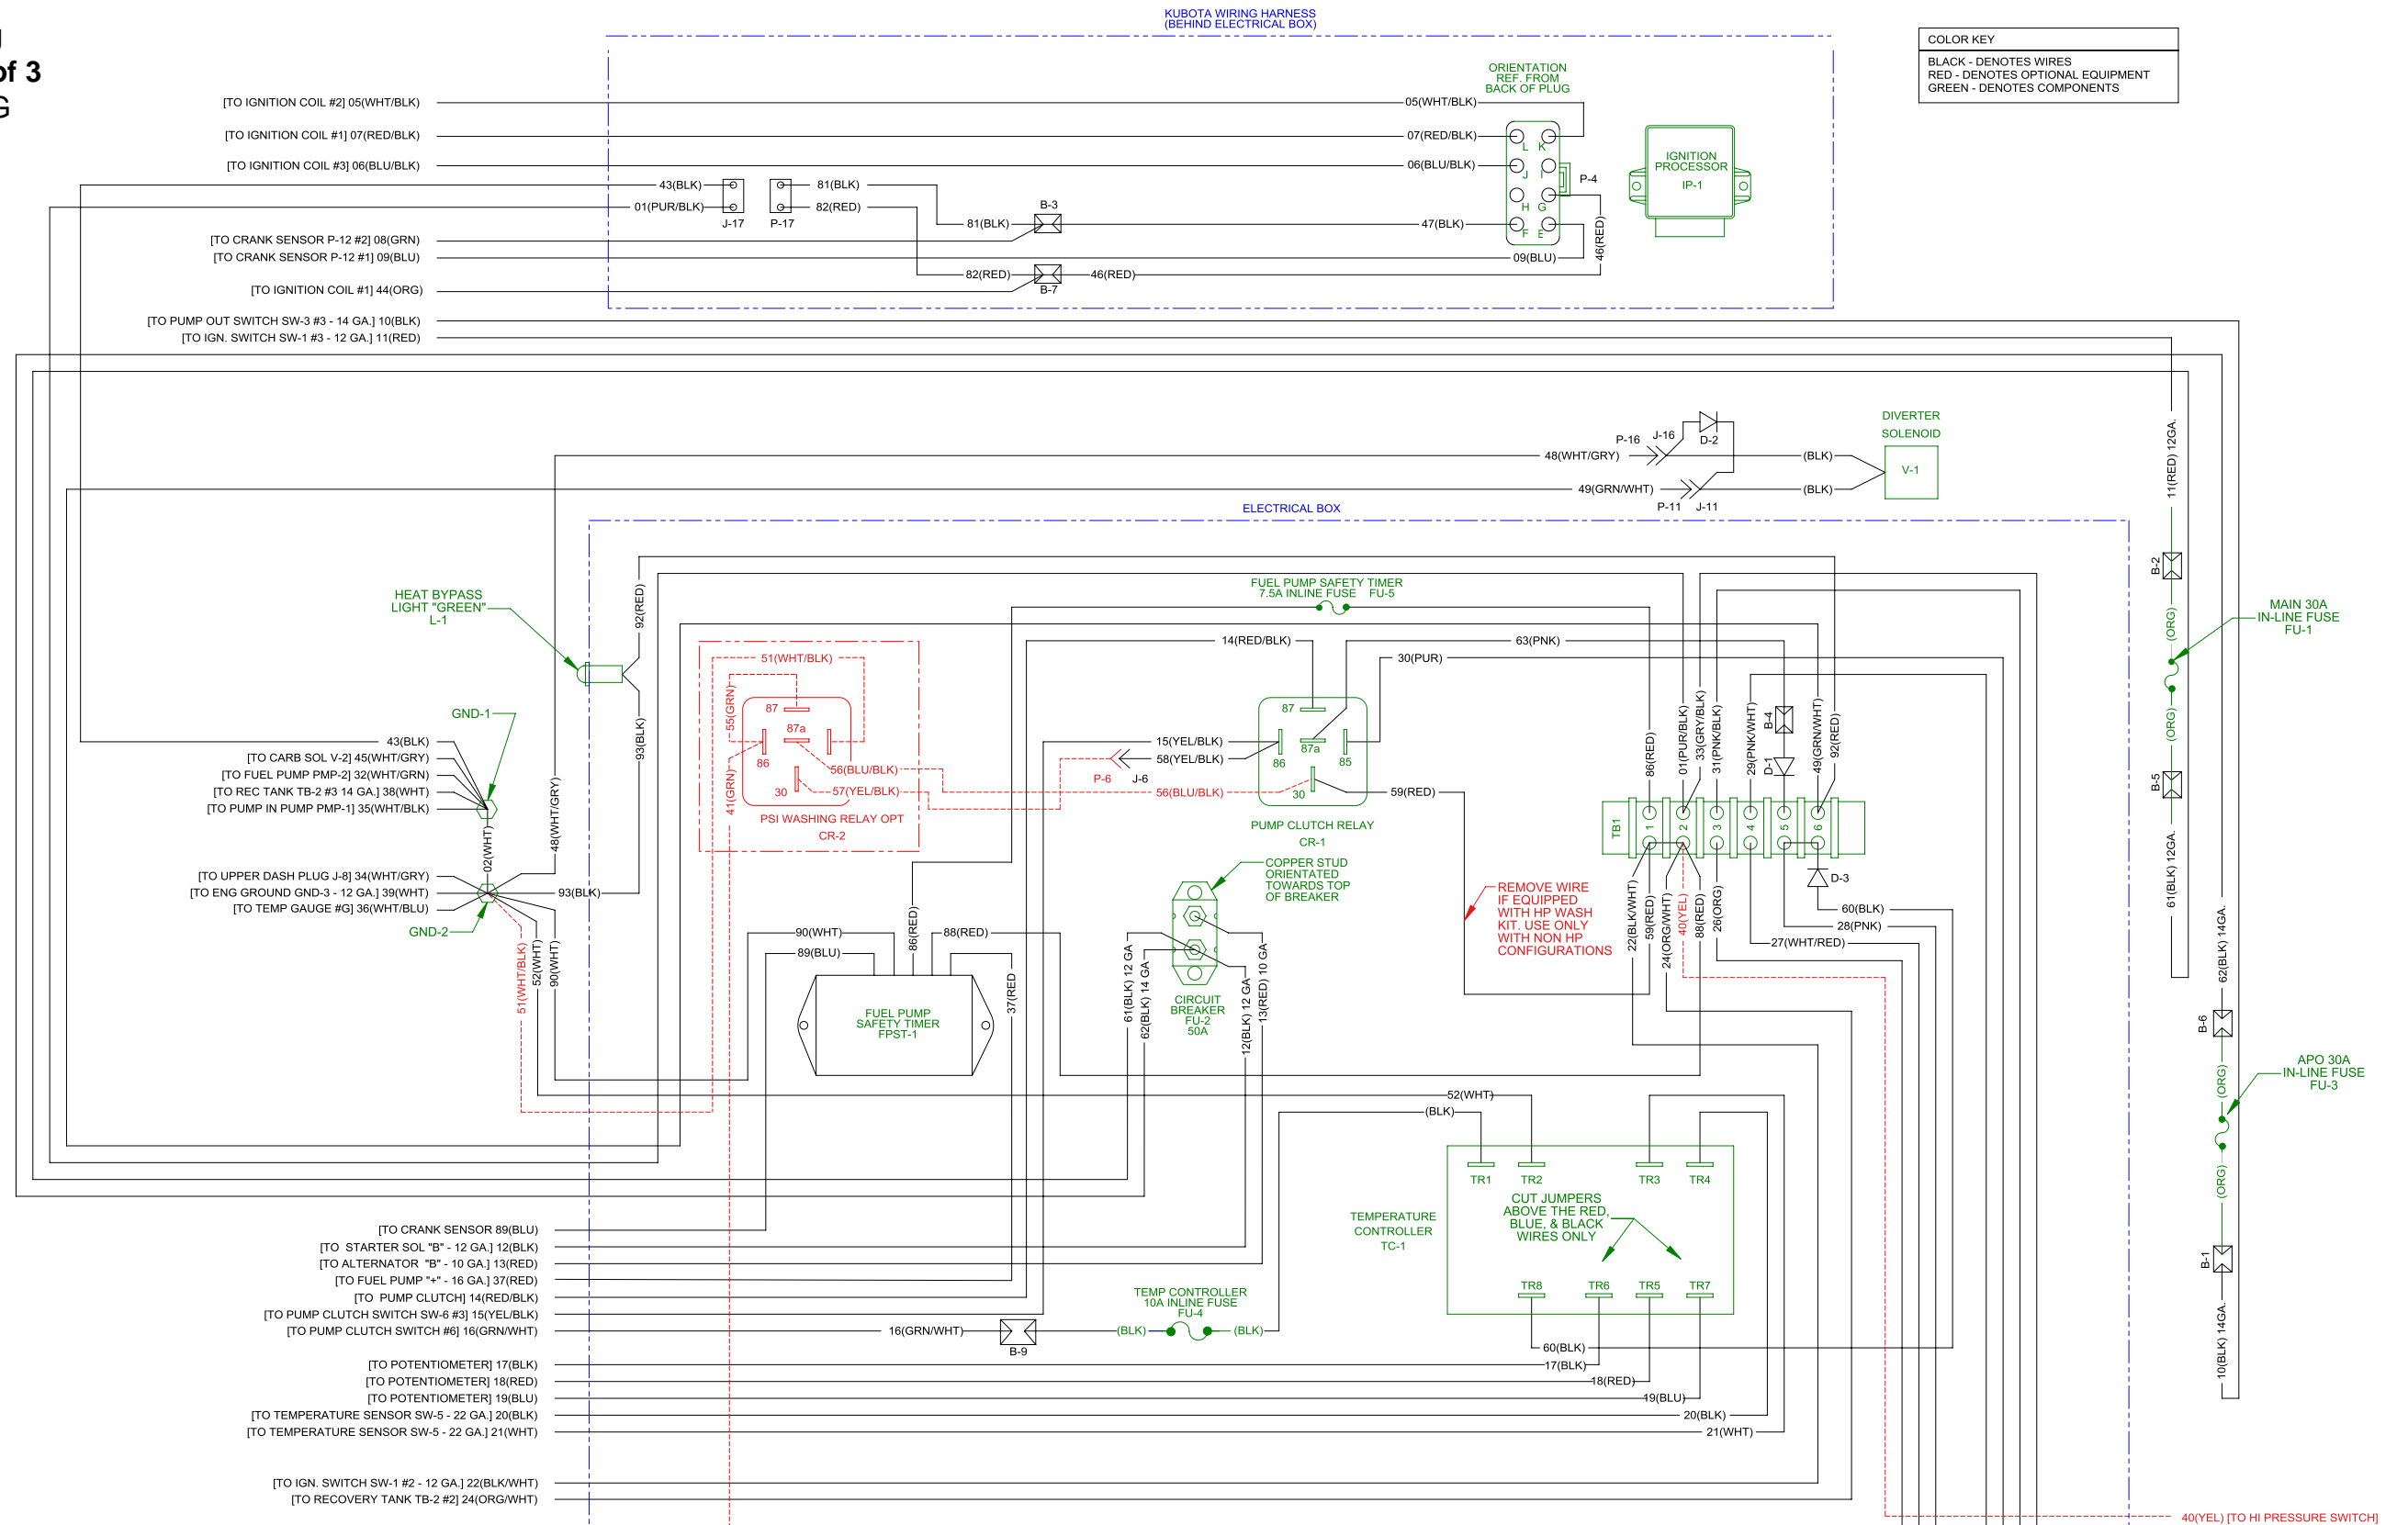 of 3
G
KUBOTA WIRING HARNESS
(BEHIND ELECTRICAL BOX)
COLOR KEY
BLACK - DENOTES WIRES
RED - DENOTES OPTIONAL EQUIPMENT
GREEN - DENOTES COMPONENTS
ORIENTATION
REF. FROM
BACK OF PLUG
[TO IGNITION COIL #2] 05(WHT/BLK)
05(WHT/BLK)
[TO IGNITION COIL #1] 07(RED/BLK)
07(RED/BLK)
[TO IGNITION COIL #3] 06(BLU/BLK)
06(BLU/BLK)
L K
J I
H G
F E
P-4
IGNITION
PROCESSOR
IP-1
43(BLK)
01(PUR/BLK)
J-17
P-17
81(BLK)
82(RED)
B-3
81(BLK)
47(BLK)
46(RED)
[TO CRANK SENSOR P-12 #2] 08(GRN)
[TO CRANK SENSOR P-12 #1] 09(BLU)
09(BLU)
82(RED)
46(RED)
B-7
[TO IGNITION COIL #1] 44(ORG)
[TO PUMP OUT SWITCH SW-3 #3 - 14 GA.] 10(BLK)
[TO IGN. SWITCH SW-1 #3 - 12 GA.] 11(RED)
DIVERTER
SOLENOID
V-1
P-16
J-16
D-2
48(WHT/GRY)
(BLK)
49(GRN/WHT)
(BLK)
P-11
J-11
11(RED) 12GA.
ELECTRICAL BOX
B-2
(ORG)
MAIN 30A
IN-LINE FUSE
FU-1
(ORG)
B-5
61(BLK) 12GA.
62(BLK) 14GA.
B-6
(ORG)
APO 30A
IN-LINE FUSE
FU-3
(ORG)
B-1
10(BLK) 14GA.
HEAT BYPASS
LIGHT "GREEN"
L-1
92(RED)
93(BLK)
FUEL PUMP SAFETY TIMER
7.5A INLINE FUSE FU-5
14(RED/BLK)
63(PNK)
30(PUR)
51(WHT/BLK)
55(GRN)
87
87a
86
30
56(BLU/BLK)
57(YEL/BLK)
41(GRN)
PSI WASHING RELAY OPT
CR-2
GND-1
43(BLK)
[TO CARB SOL V-2] 45(WHT/GRY)
[TO FUEL PUMP PMP-2] 32(WHT/GRN)
[TO REC TANK TB-2 #3 14 GA.] 38(WHT)
[TO PUMP IN PUMP PMP-1] 35(WHT/BLK)
02(WHT)
48(WHT/GRY)
[TO UPPER DASH PLUG J-8] 34(WHT/GRY)
[TO ENG GROUND GND-3 - 12 GA.] 39(WHT)
[TO TEMP GAUGE #G] 36(WHT/BLU)
93(BLK)
GND-2
51(WHT/BLK)
52(WHT)
90(WHT)
15(YEL/BLK)
58(YEL/BLK)
P-6
J-6
56(BLU/BLK)
87
87a
86
85
30
59(RED)
PUMP CLUTCH RELAY
CR-1
86(RED)
01(PUR/BLK)
33(GRY/BLK)
31(PNK/BLK)
29(PNK/WHT)
B-4
D-1
49(GRN/WHT)
92(RED)
TB1
1
2
3
4
5
6
D-3
60(BLK)
28(PNK)
27(WHT/RED)
22(BLK/WHT)
59(RED)
24(ORG/WHT)
40(YEL)
88(RED)
26(ORG)
REMOVE WIRE
IF EQUIPPED
WITH HP WASH
KIT. USE ONLY
WITH NON HP
CONFIGURATIONS
COPPER STUD
ORIENTATED
TOWARDS TOP
OF BREAKER
90(WHT)
89(BLU)
86(RED)
88(RED)
37(RED
FUEL PUMP
SAFETY TIMER
FPST-1
61(BLK) 12 GA
62(BLK) 14 GA
12(BLK) 12 GA
13(RED) 10 GA
CIRCUIT
BREAKER
FU-2
50A
52(WHT)
(BLK)
TR1
TR2
TR3
TR4
CUT JUMPERS
ABOVE THE RED,
BLUE, & BLACK
WIRES ONLY
TEMPERATURE
CONTROLLER
TC-1
TR8
TR6
TR5
TR7
[TO CRANK SENSOR 89(BLU)
[TO STARTER SOL "B" - 12 GA.] 12(BLK)
[TO ALTERNATOR "B" - 10 GA.] 13(RED)
[TO FUEL PUMP "+" - 16 GA.] 37(RED)
[TO PUMP CLUTCH] 14(RED/BLK)
[TO PUMP CLUTCH SWITCH SW-6 #3] 15(YEL/BLK)
[TO PUMP CLUTCH SWITCH #6] 16(GRN/WHT)
16(GRN/WHT)
B-9
TEMP CONTROLLER
10A INLINE FUSE
FU-4
(BLK)
(BLK)
60(BLK)
[TO POTENTIOMETER] 17(BLK)
17(BLK)
[TO POTENTIOMETER] 18(RED)
18(RED)
[TO POTENTIOMETER] 19(BLU)
19(BLU)
[TO TEMPERATURE SENSOR SW-5 - 22 GA.] 20(BLK)
20(BLK)
[TO TEMPERATURE SENSOR SW-5 - 22 GA.] 21(WHT)
21(WHT)
[TO IGN. SWITCH SW-1 #2 - 12 GA.] 22(BLK/WHT)
[TO RECOVERY TANK TB-2 #2] 24(ORG/WHT)
40(YEL) [TO HI PRESSURE SWITCH]